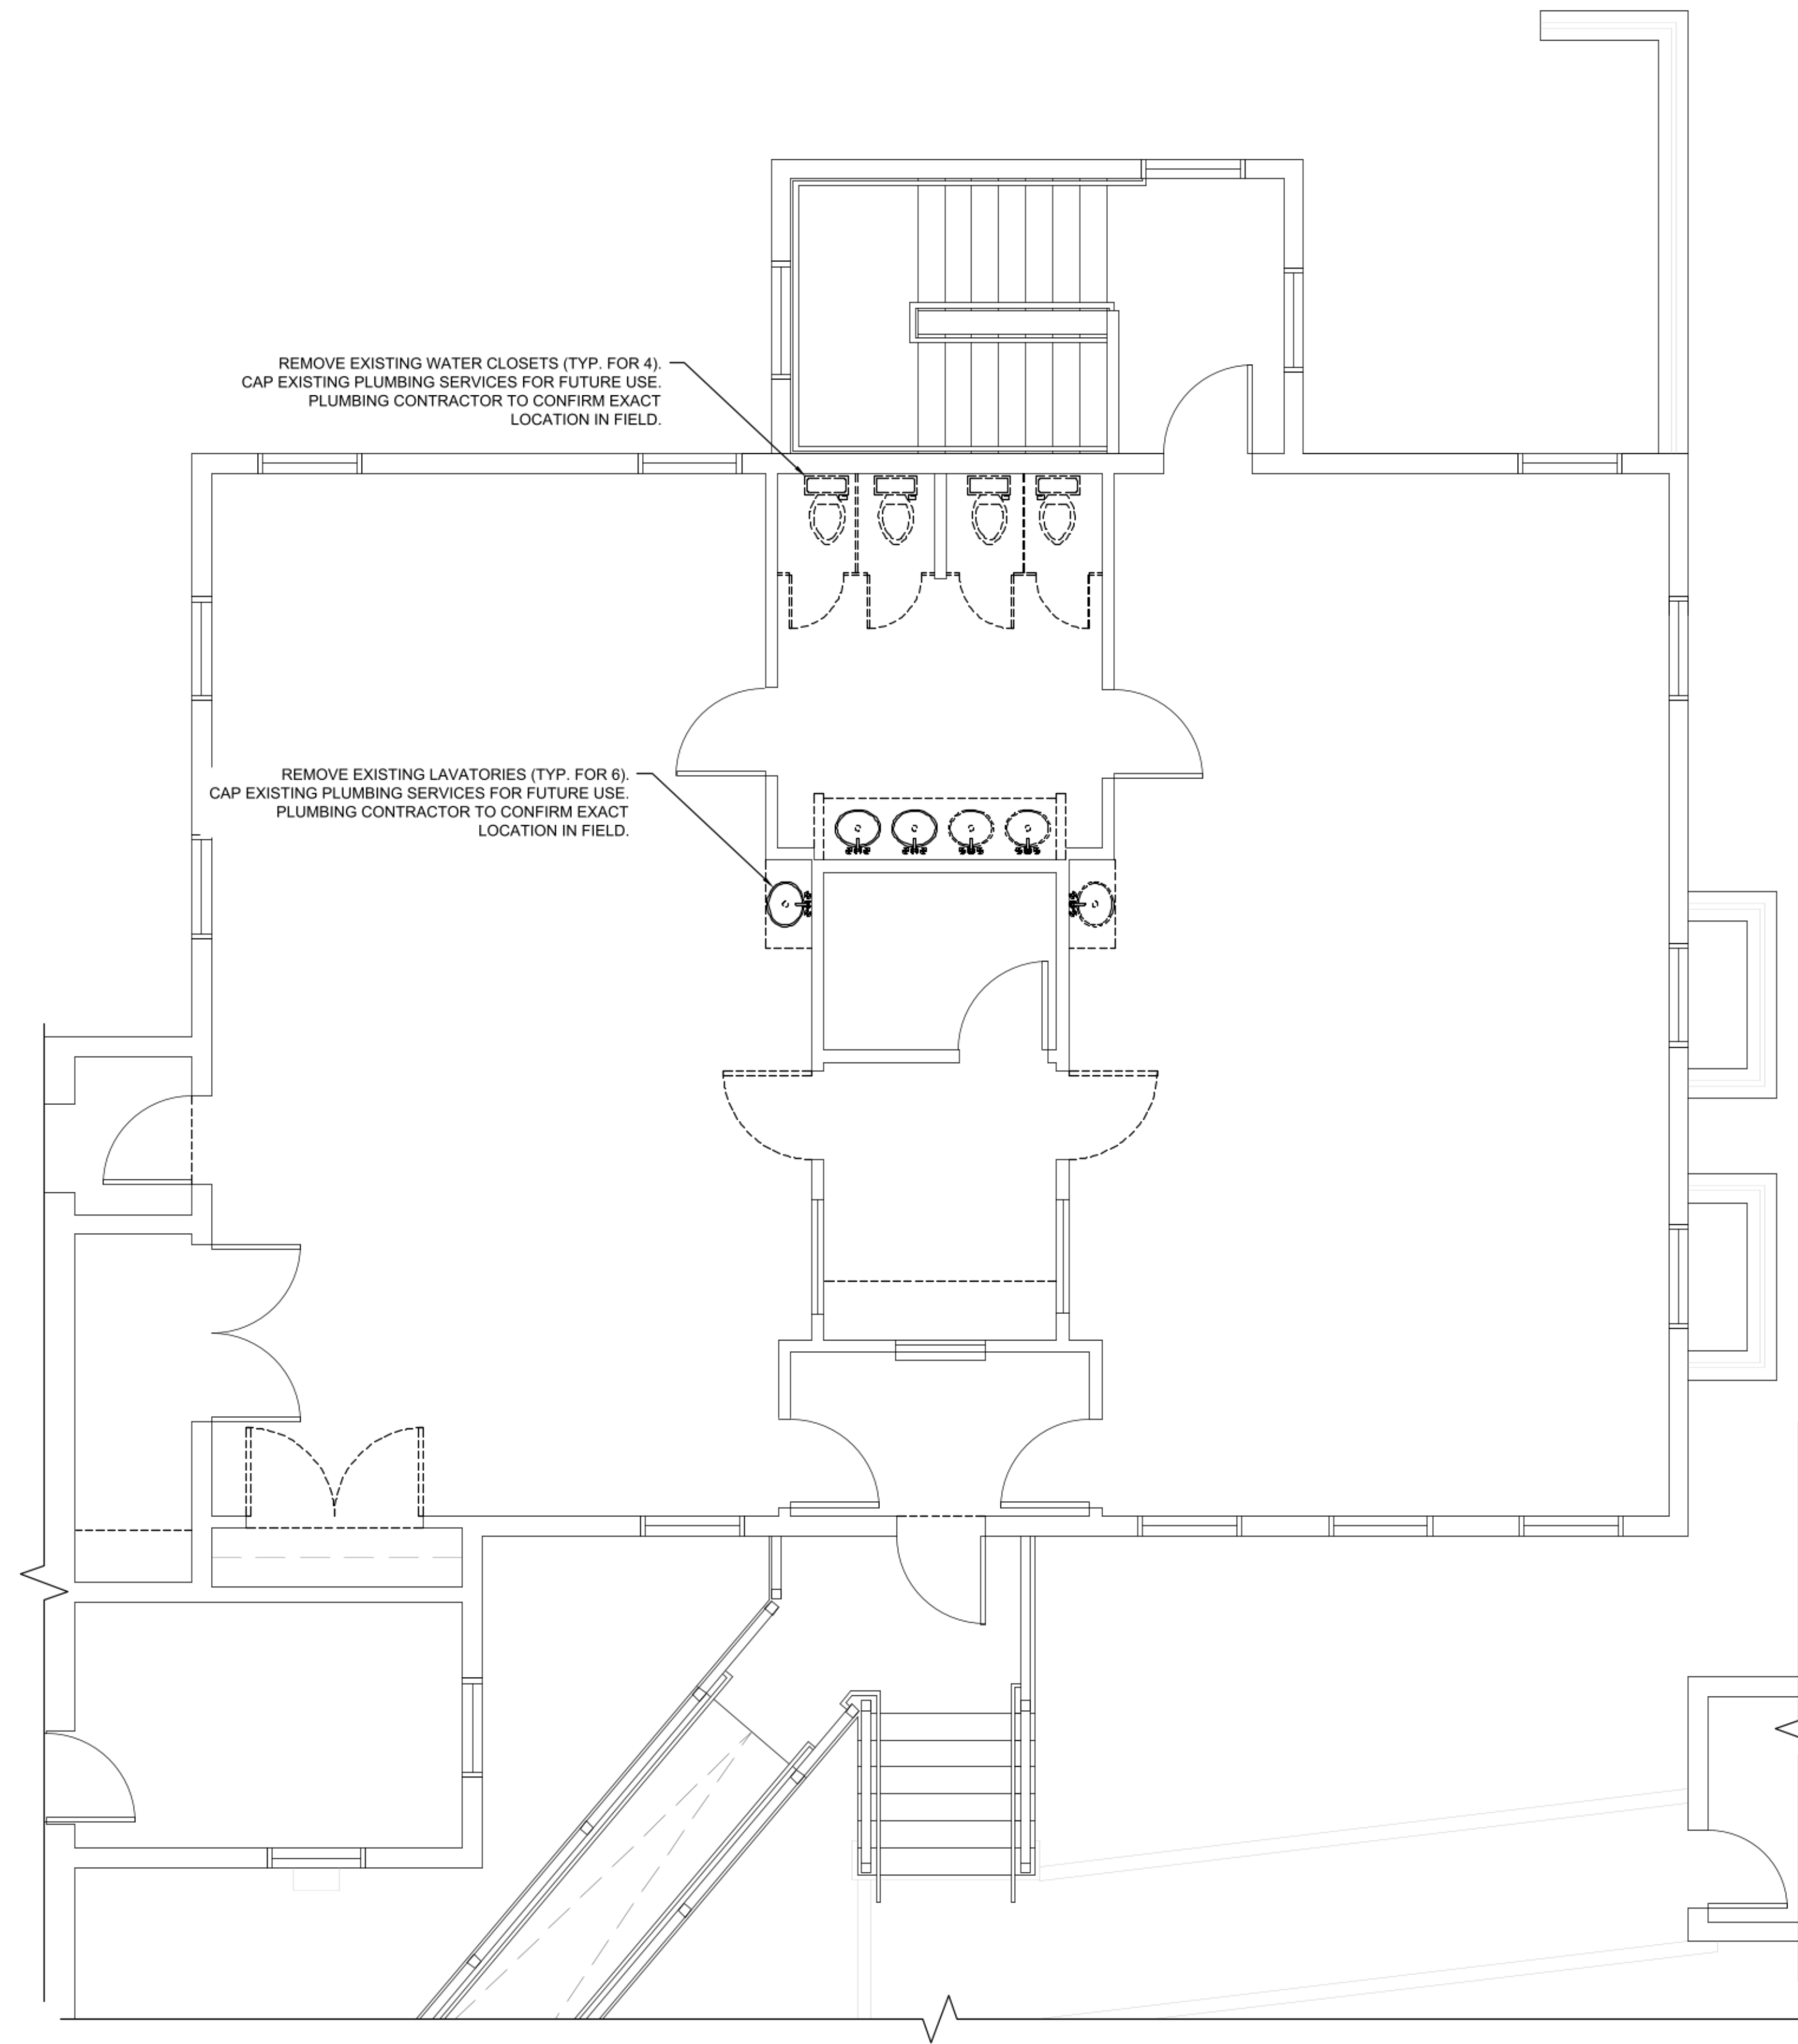 REMOVE EXISTING WATER CLOSETS (TYP. FOR 4).
CAP EXISTING PLUMBING SERVICES FOR FUTURE USE.
PLUMBING CONTRACTOR TO CONFIRM EXACT
LOCATION IN FIELD.
REMOVE EXISTING LAVATORIES (TYP. FOR 6).
CAP EXISTING PLUMBING SERVICES FOR FUTURE USE.
PLUMBING CONTRACTOR TO CONFIRM EXACT
LOCATION IN FIELD.